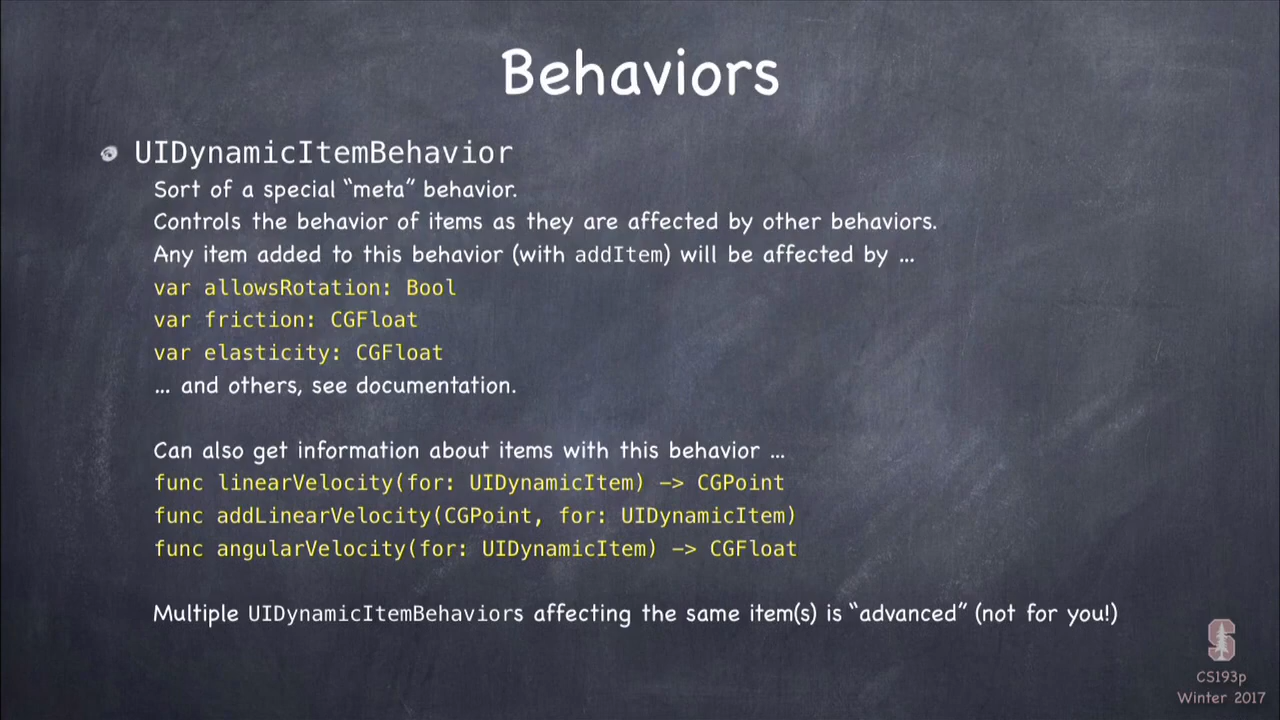 Behaviors
UIDynamicItemBehavior
Sort of a special “meta” behavior.
Controls the behavior of items as they are affected by other behaviors.
Any item added to this behavior (with addItem) will be affected by …
var allowsRotation: Bool
var friction: CGFloat
var elasticity: CGFloat
… and others, see documentation.
Can also get information about items with this behavior …
func linearVelocity(for: UIDynamicItem) –> CGPoint
func addLinearVelocity(CGPoint, for: UIDynamicItem)
func angularVelocity(for: UIDynamicItem) –> CGFloat
Multiple UIDynamicItemBehaviors affecting the same item(s) is “advanced” (not for you!)
S
CS193p
Winter 2017